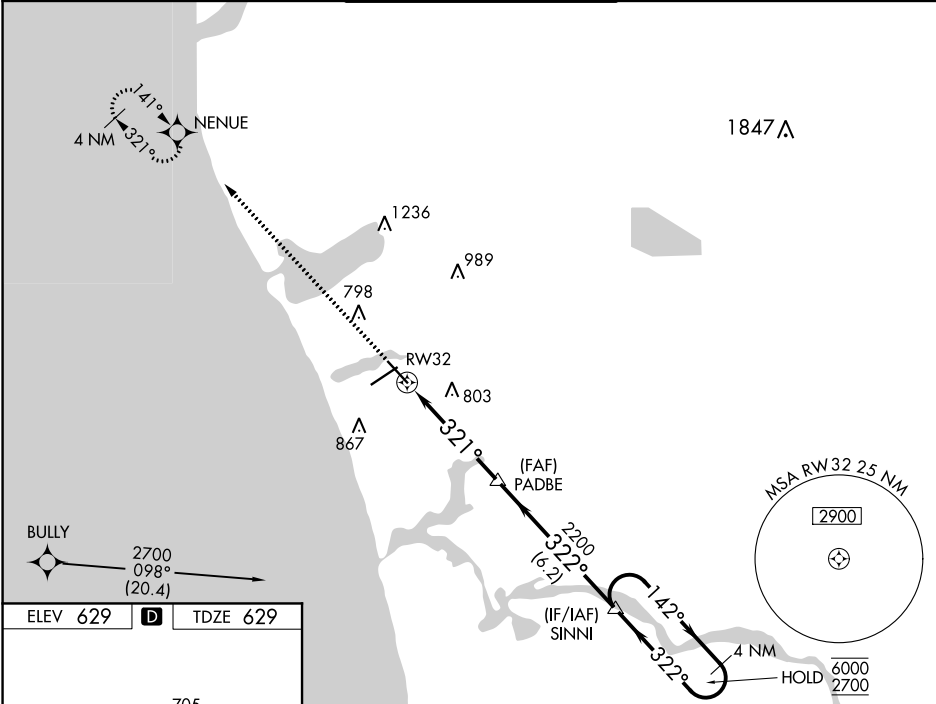 141°
NENUE
4 NM
321°
1847
1236
989
798
RW32
803
867
321°
(FAF)
PADBE
MSA RW32 25 NM
2900
BULLY
2700
098°
(20.4)
2200
322°
(6.2)
ELEV 629
D
TDZE 629
(IF/IAF)
SINNI
142°
322°
4 NM
HOLD
6000
2700